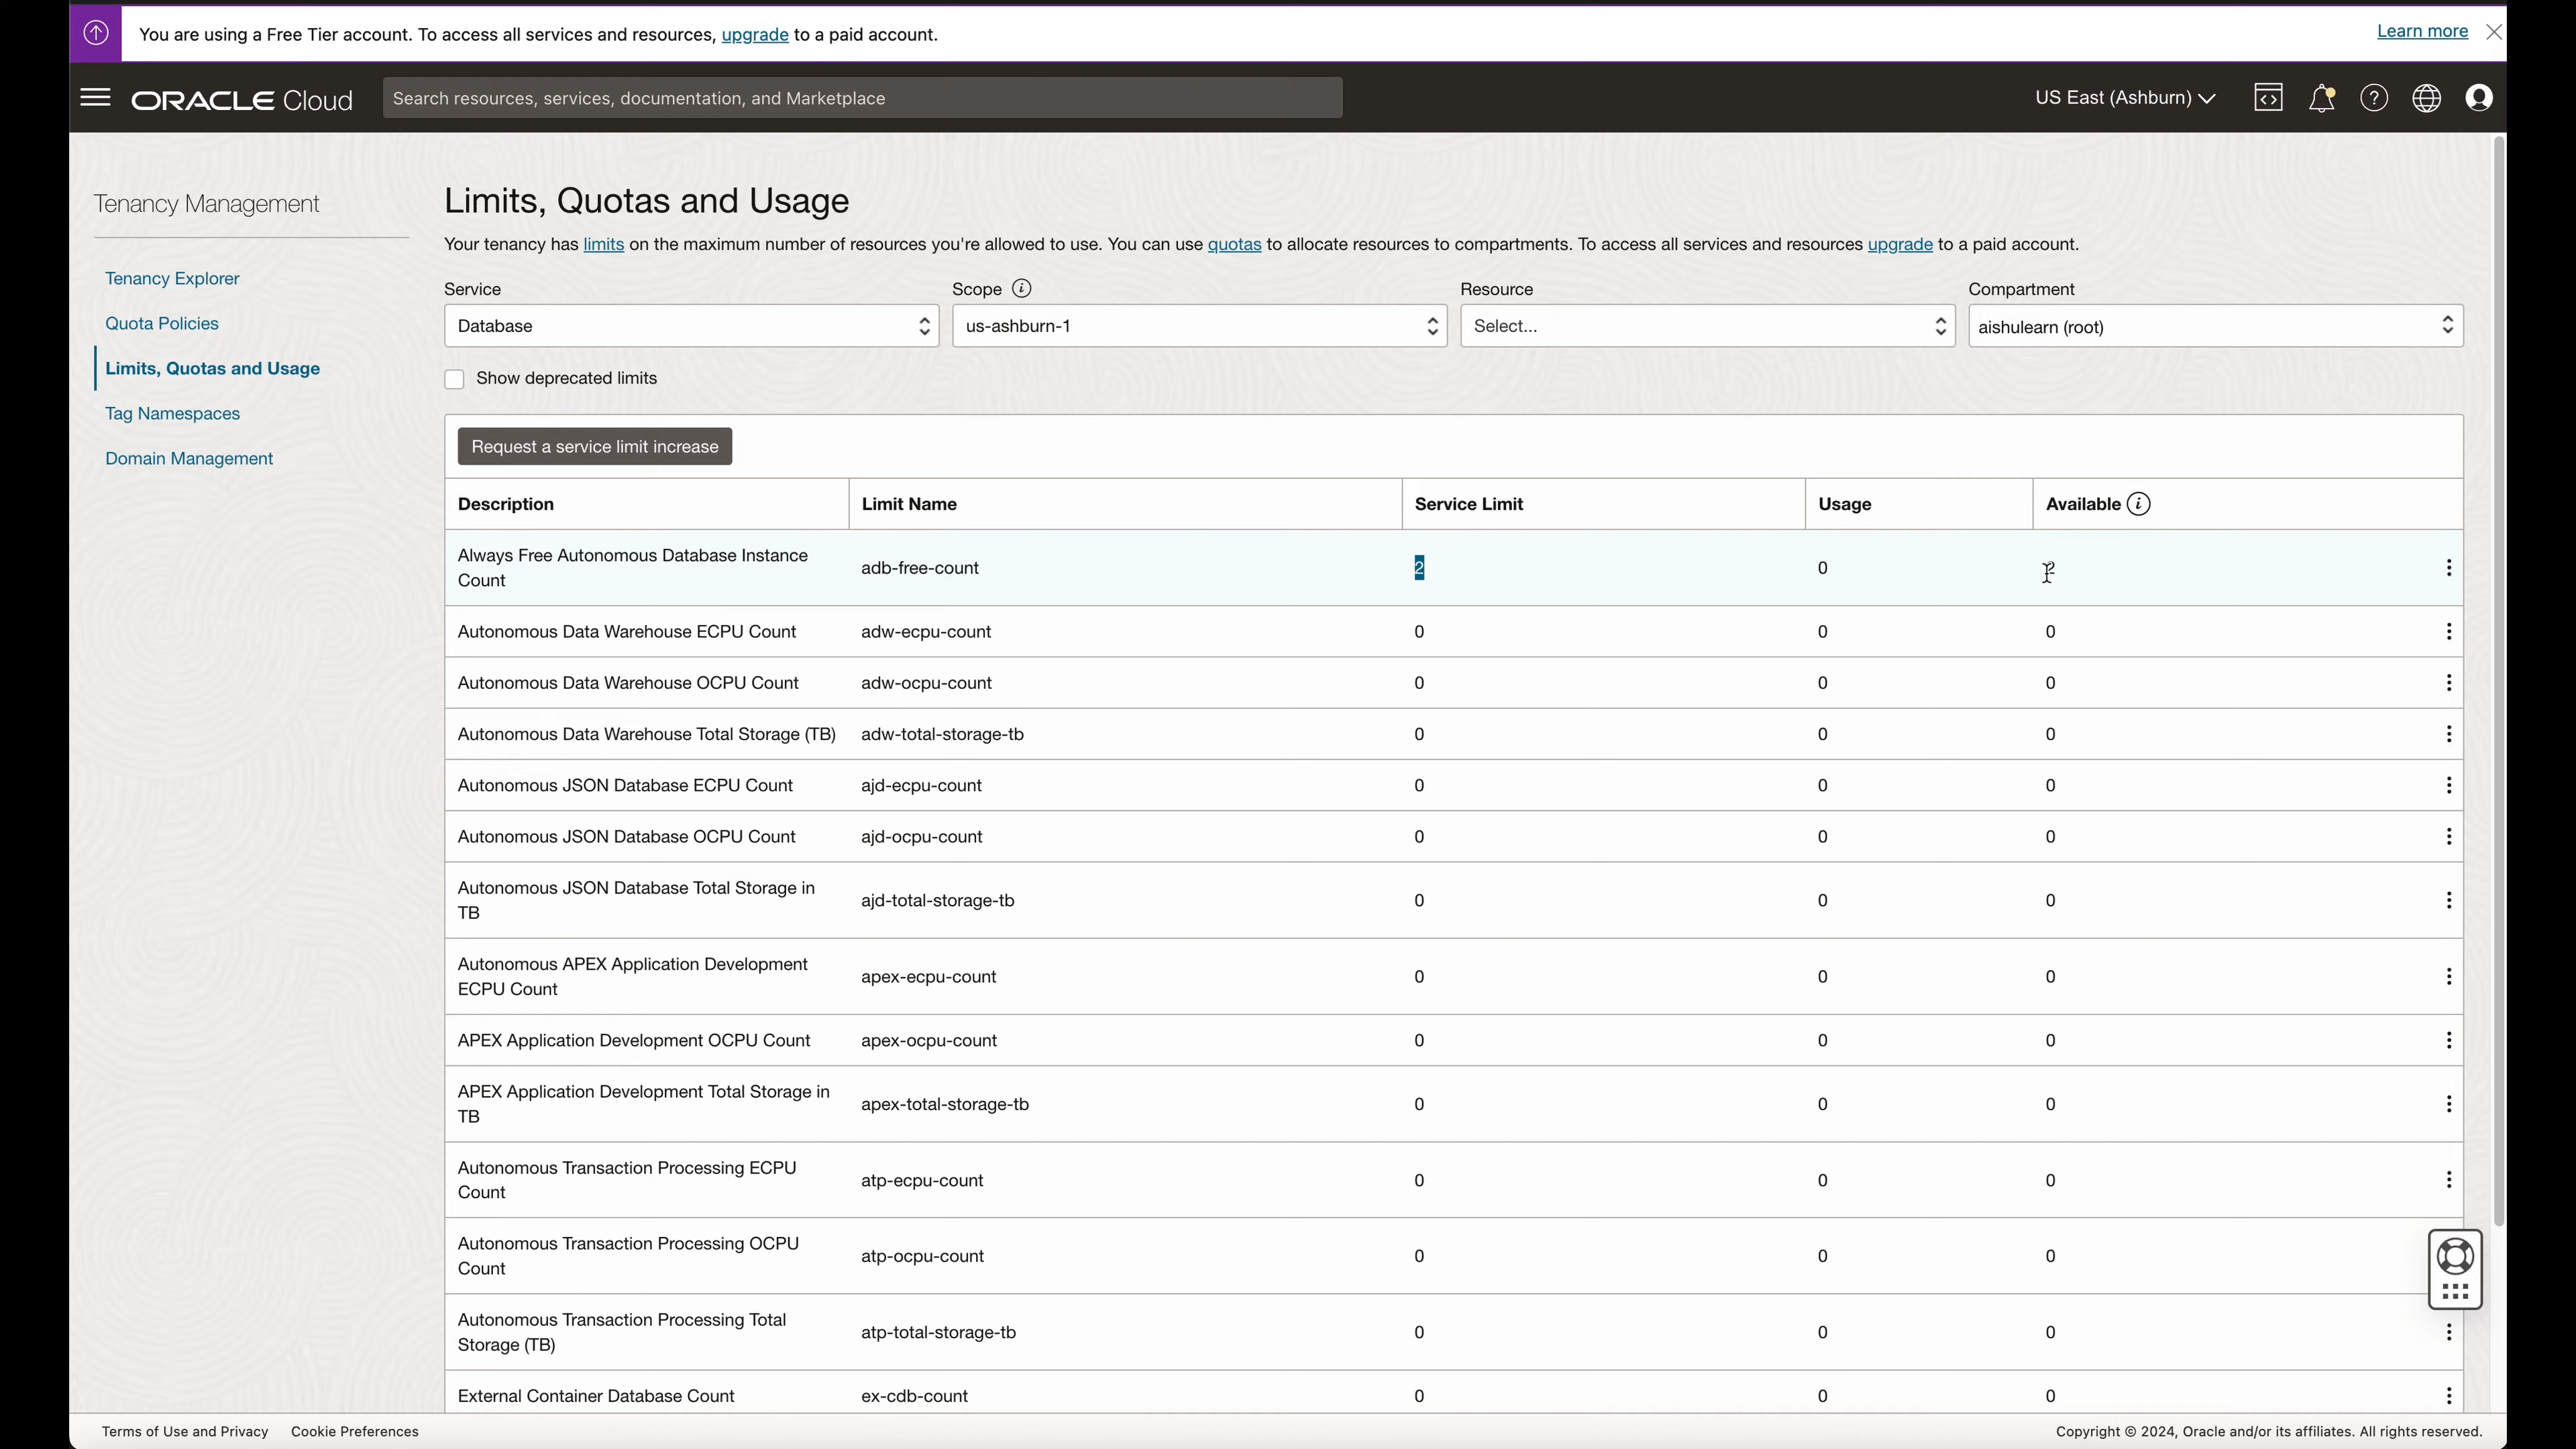 You are using a Free Tier account. To access all services and resources, upgrade to a paid account.
Learn more
ORACLE Cloud
Search resources, services, documentation, and Marketplace
US East (Ashburn)
Tenancy Management
Tenancy Explorer
Quota Policies
Limits, Quotas and Usage
Tag Namespaces
Domain Management
Limits, Quotas and Usage
Your tenancy has limits on the maximum number of resources you're allowed to use. You can use quotas to allocate resources to compartments. To access all services and resources upgrade to a paid account.
Service Scope Resource Compartment
Database us-ashburn-1 Select... aishulearn (root)
Show deprecated limits
Request a service limit increase
Description Limit Name Service Limit Usage Available
Always Free Autonomous Database Instance
Count adb-free-count 2 0
Autonomous Data Warehouse ECPU Count adw-ecpu-count 0 0 0
Autonomous Data Warehouse OCPU Count adw-ocpu-count 0 0 0
Autonomous Data Warehouse Total Storage (TB) adw-total-storage-tb 0 0 0
Autonomous JSON Database ECPU Count ajd-ecpu-count 0 0 0
Autonomous JSON Database OCPU Count ajd-ocpu-count 0 0 0
Autonomous JSON Database Total Storage in
TB ajd-total-storage-tb 0 0 0
Autonomous APEX Application Development
ECPU Count apex-ecpu-count 0 0 0
APEX Application Development OCPU Count apex-ocpu-count 0 0 0
APEX Application Development Total Storage in
TB apex-total-storage-tb 0 0 0
Autonomous Transaction Processing ECPU
Count atp-ecpu-count 0 0 0
Autonomous Transaction Processing OCPU
Count atp-ocpu-count 0 0 0
Autonomous Transaction Processing Total
Storage (TB) atp-total-storage-tb 0 0 0
External Container Database Count ex-cdb-count 0 0 0
Terms of Use and Privacy Cookie Preferences
Copyright © 2024, Oracle and/or its affiliates. All rights reserved.